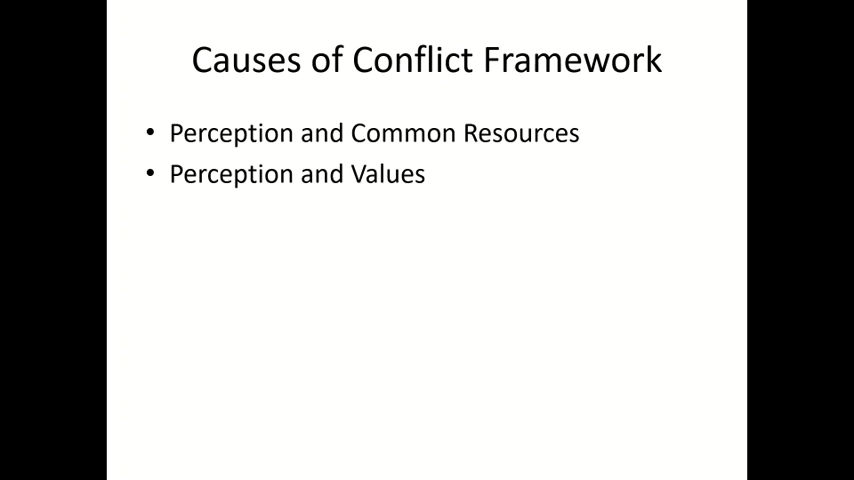 Causes of Conflict Framework
• Perception and Common Resources
• Perception and Values